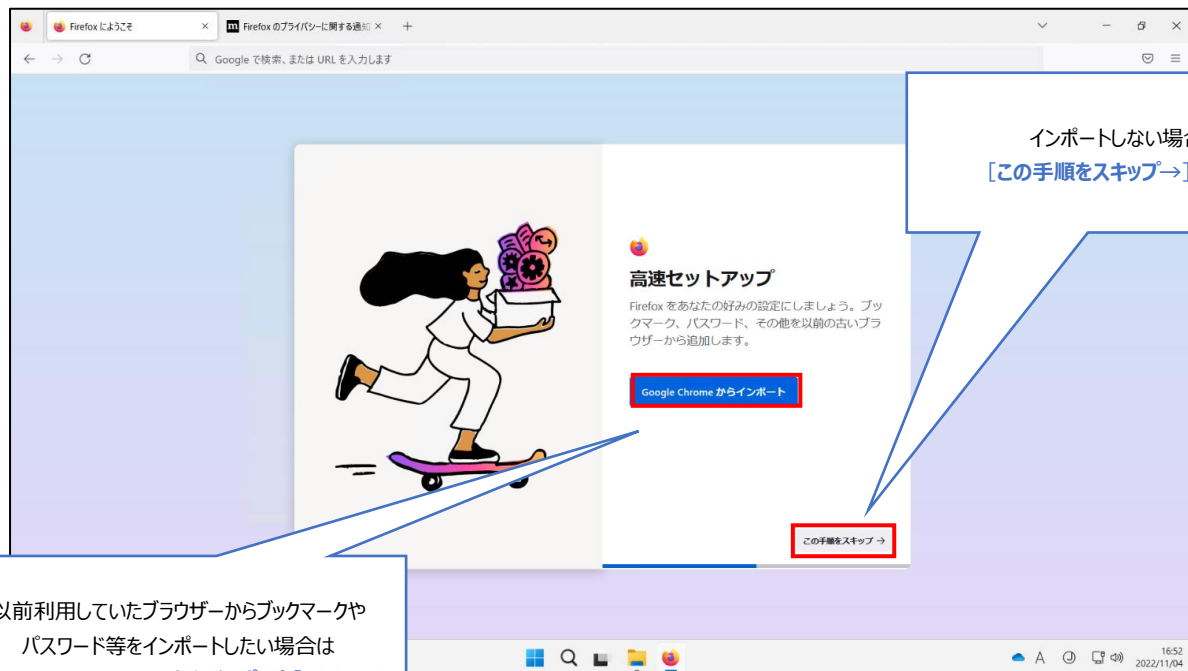 Firefox にようこそ
Firefox のプライバシーに関する通知
Google で検索、または URL を入力します
インポートしない場合
[この手順をスキップ→]
高速セットアップ
Firefox をあなたの好みの設定にしましょう。ブッ
クマーク、パスワード、その他を以前の古いブラ
ウザーから追加します。
Google Chrome からインポート
この手順をスキップ →
以前利用していたブラウザーからブックマークや
パスワード等をインポートしたい場合は
A
16:52
2022/11/04